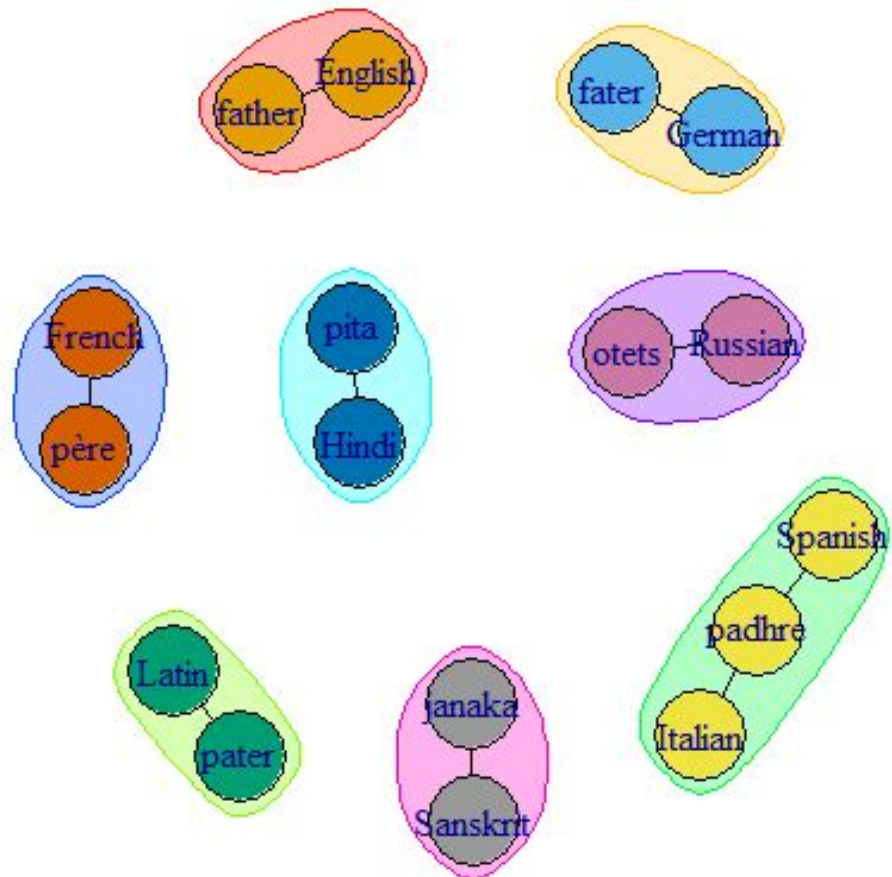 English
father
fater
German
French
père
pita
Hindi
otets
Russian
Spanish
padhre
Italian
Latin
pater
janaka
Sanskrit